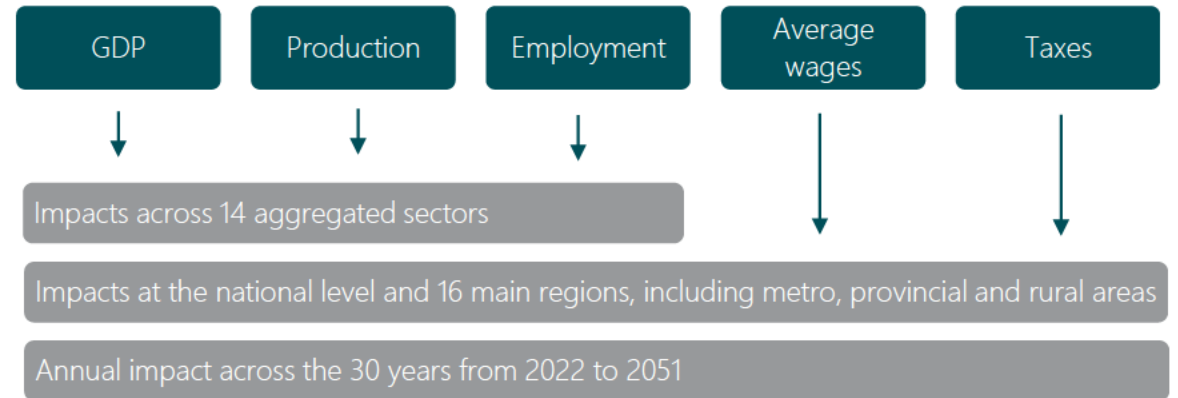 GDP
Production
Employment
Average
wages
Taxes
Impacts across 14 aggregated sectors
Impacts at the national level and 16 main regions, including metro, provincial and rural areas
Annual impact across the 30 years from 2022 to 2051